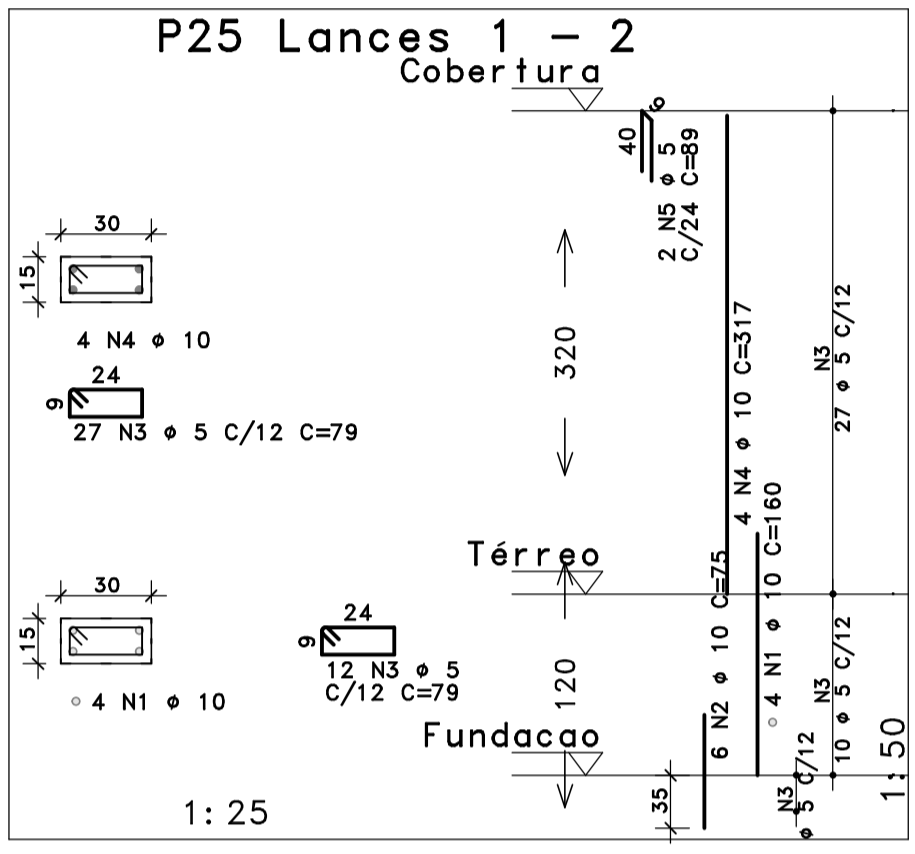 P25 Lances 1 - 2
Cobertura
40
6
2 N5 ø 5
C/24 C=89
30
15
4 N4 ø 10
24
9
27 N3 ø 5 C/12 C=79
320
4 N4 ø 10 C=317
N3
27 ø 5 C/12
Térreo
30
15
4 N1 ø 10
24
9
12 N3 ø 5
C/12 C=79
120
6 N2 ø 10 C=75
4 N1 ø 10 C=160
N3
10 ø 5 C/12
Fundacao
35
N3
ø 5 C/12
1:25
1:50